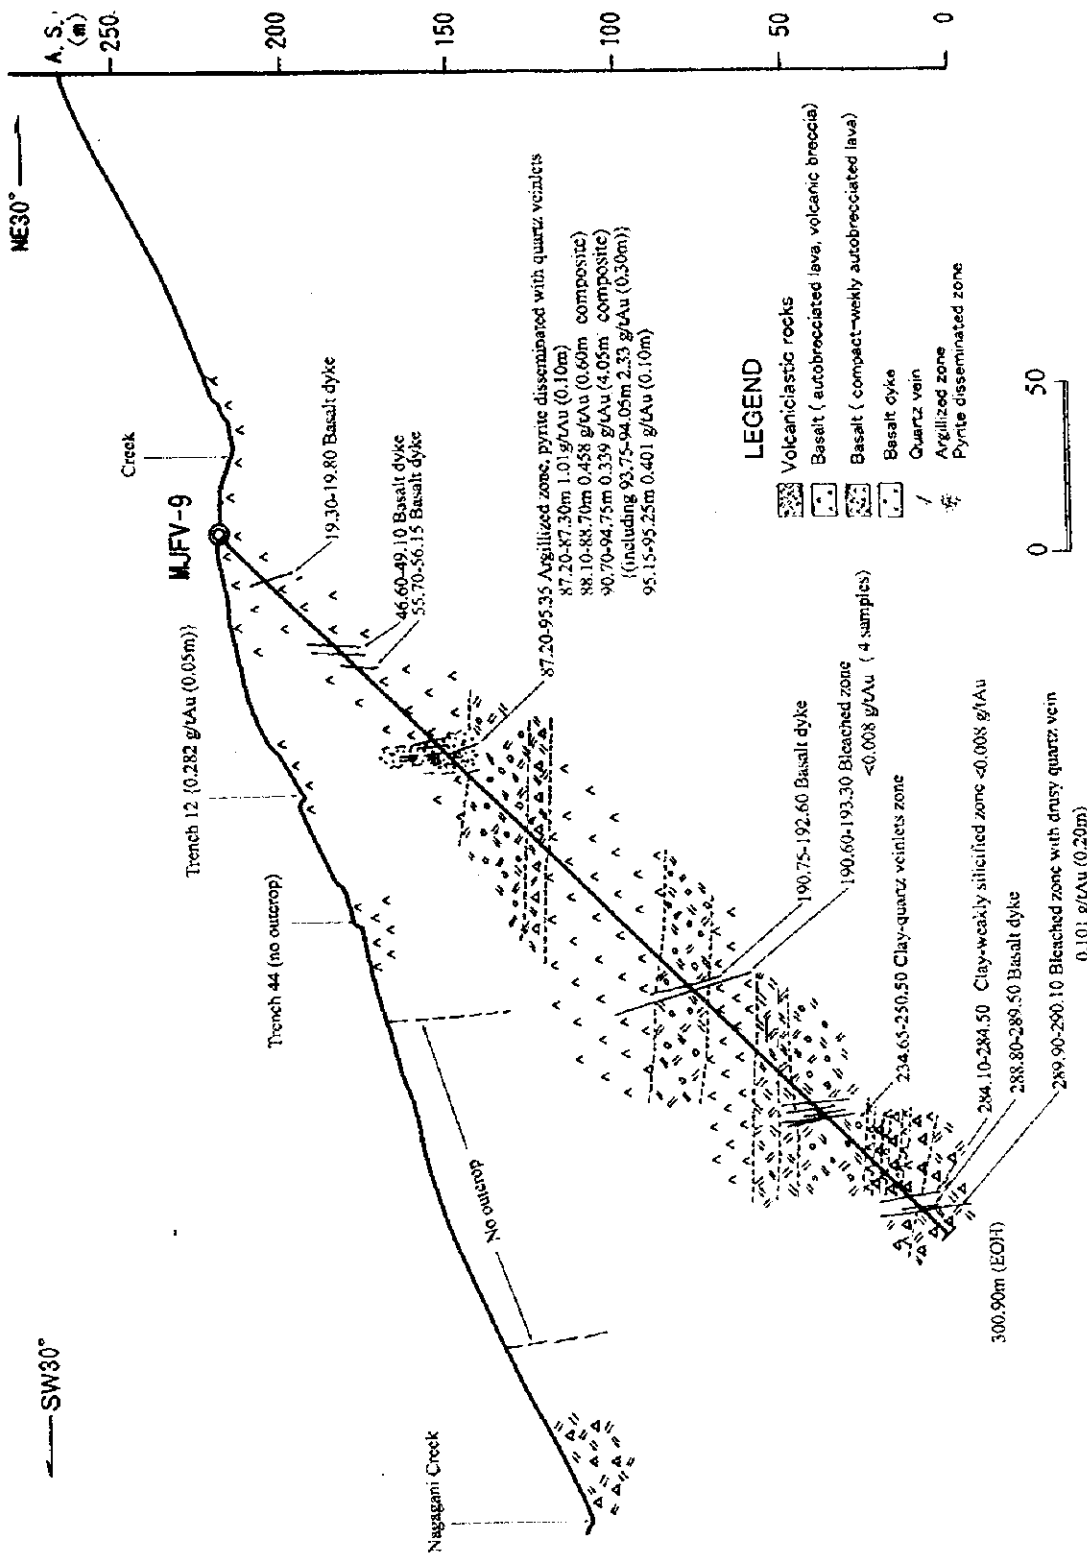 SW30°
NE30°
A. S.
(m)
250
200
150
100
50
0
MJFV-9
Creek
Trench 12 {0.282 g/tAu (0.05m)}
Trench 44 (no outcrop)
No outcrop
Nagagani Creek
19.30-19.80 Basalt dyke
46.60-49.10 Basalt dyke
55.70-56.15 Basalt dyke
87.20-95.35 Argillized zone, pyrite disseminated with quartz veinlets
87.20-87.30m 1.01g/tAu (0.10m)
88.10-88.70m 0.458 g/tAu (0.60m composite)
90.70-94.75m 0.339 g/tAu (4.05m composite)
{(including 93.75-94.05m 2.33 g/tAu (0.30m)}
95.15-95.25m 0.401 g/tAu (0.10m)
190.75-192.60 Basalt dyke
190.60-193.30 Bleached zone
<0.008 g/tAu ( 4 samples)
234.65-250.50 Clay-quartz veinlets zone
284.10-284.50 Clay-weakly silicified zone <0.008 g/tAu
288.80-289.50 Basalt dyke
289.90-290.10 Bleached zone with drusy quartz vein
0.101 g/tAu (0.20m)
300.90m (EOH)
LEGEND
Volcaniclastic rocks
Basalt ( autobrecciated lava, volcanic breccia)
Basalt ( compact-wekly autobrecciated lava)
Basalt dyke
Quartz vein
Argillized zone
Pyrite disseminated zone
0
50